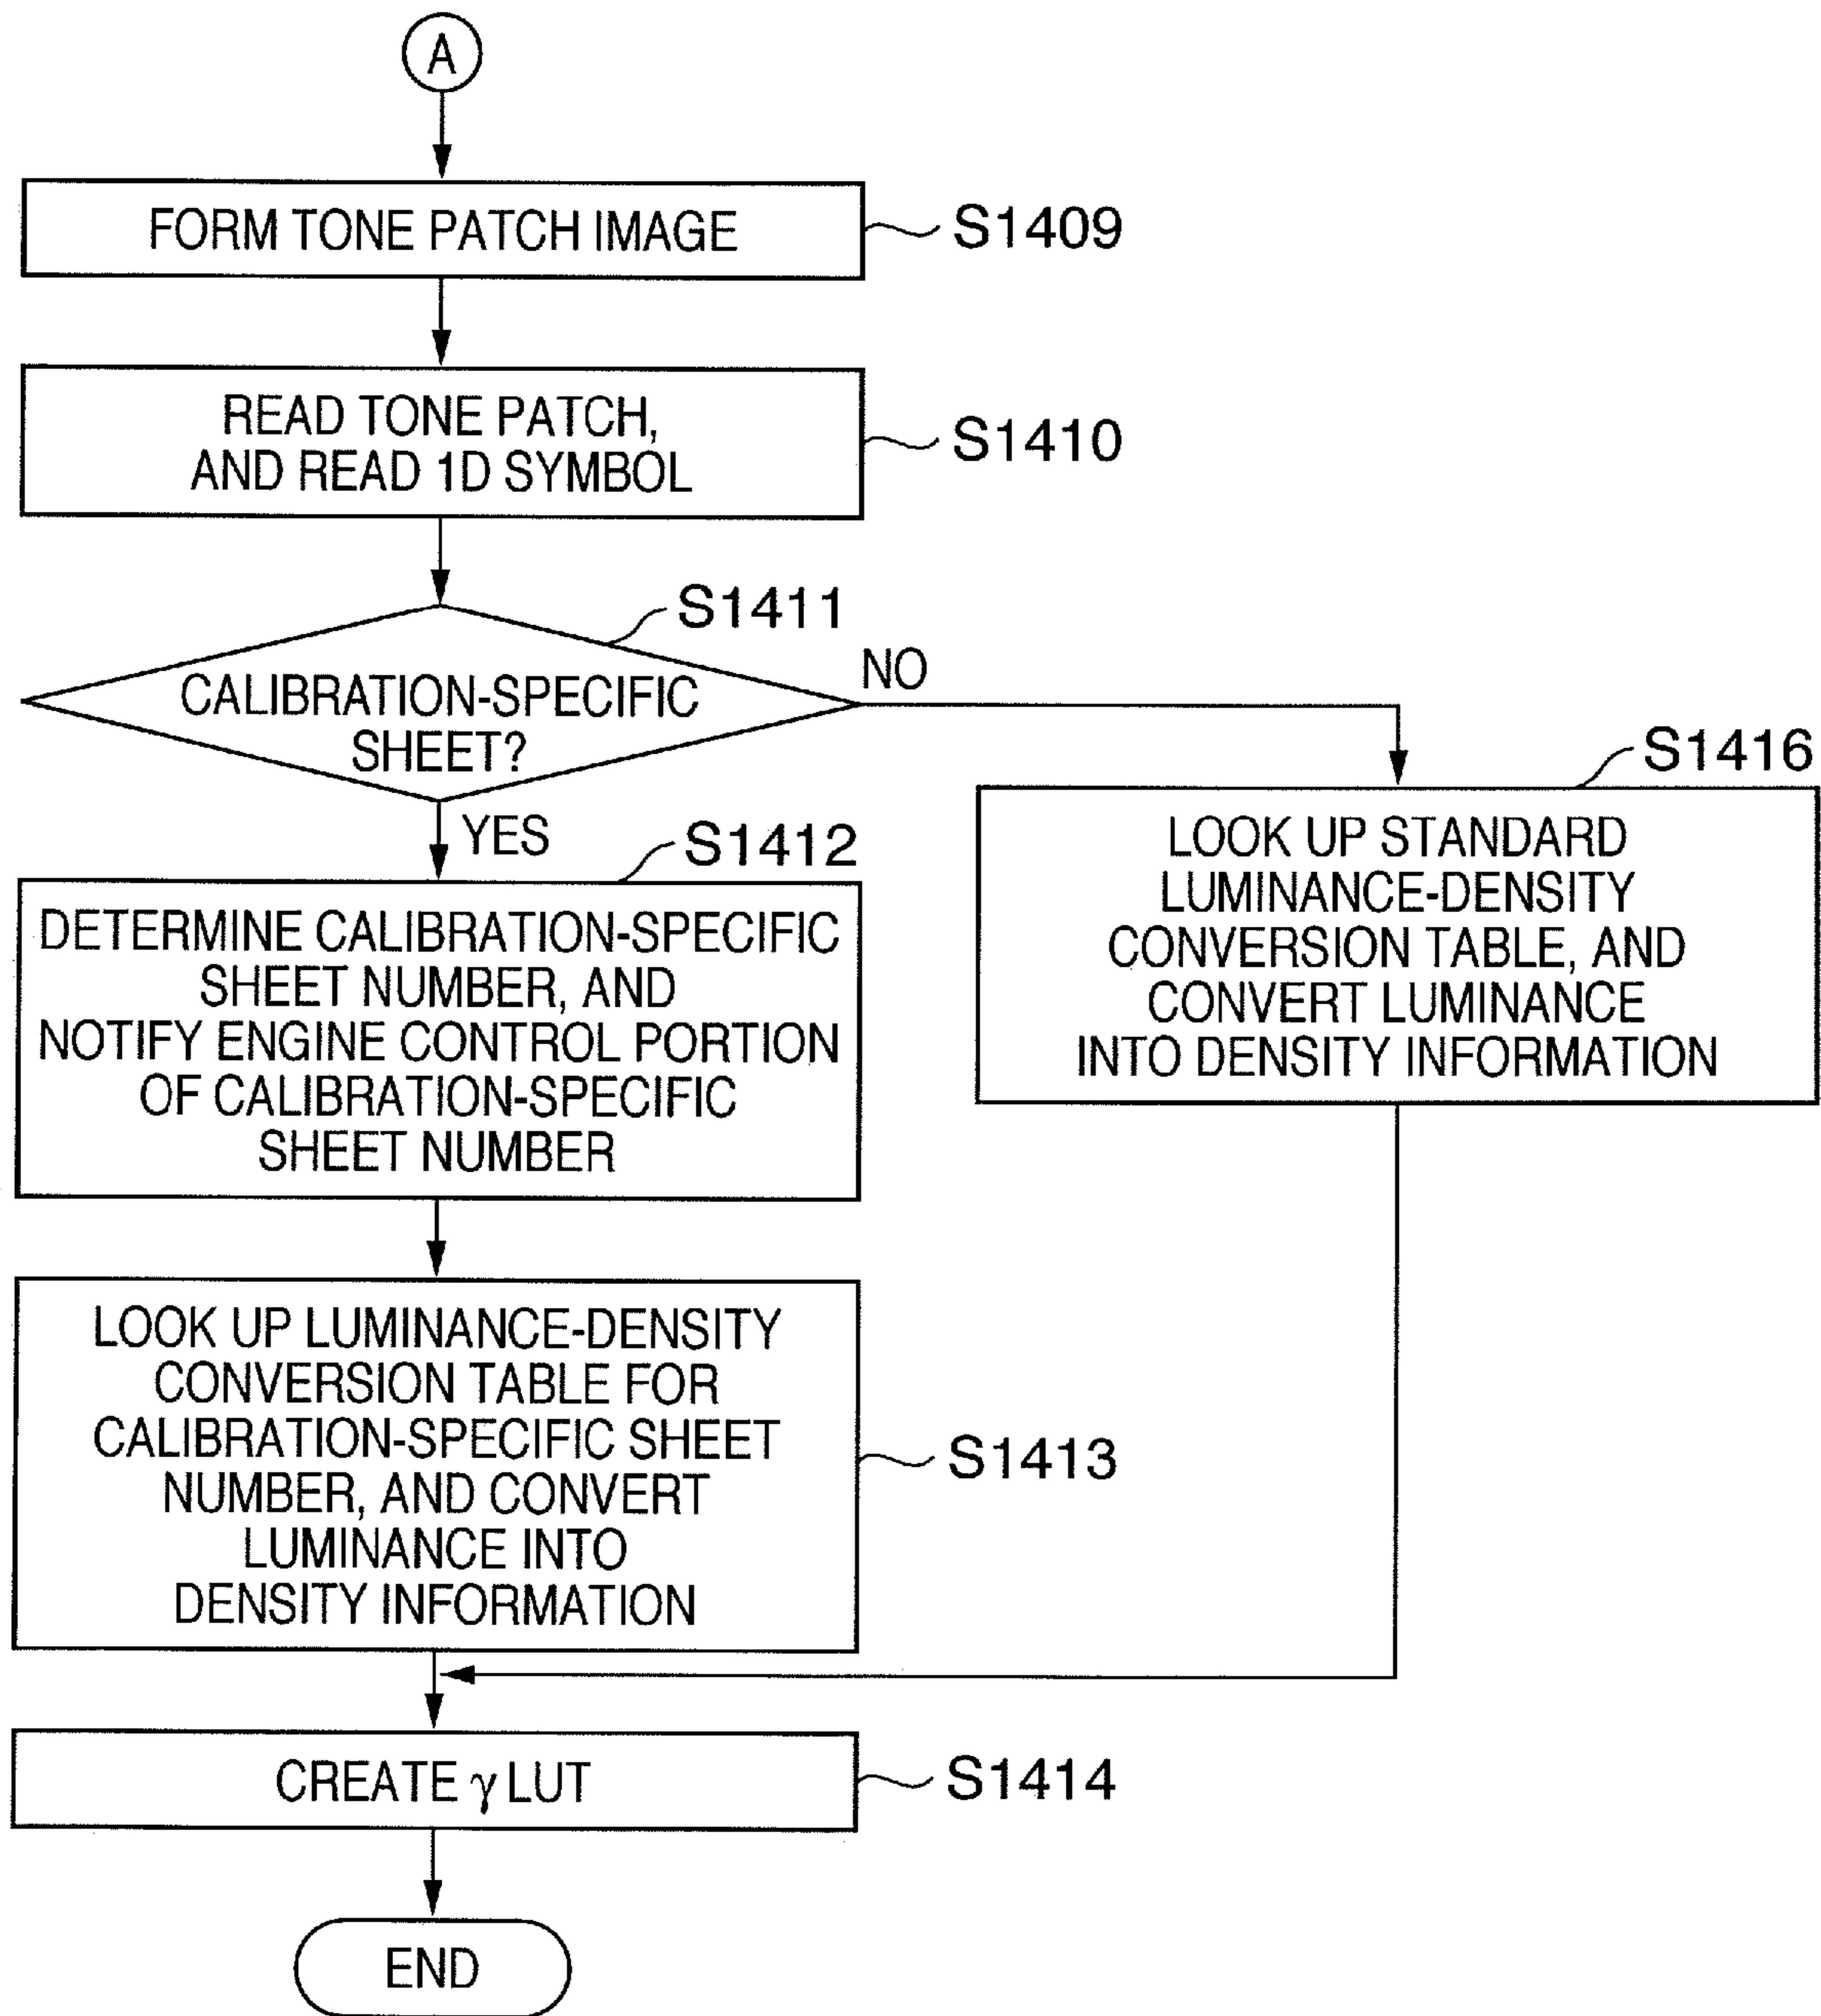 A
FORM TONE PATCH IMAGE
S1409
READ TONE PATCH,
AND READ 1D SYMBOL
S1410
S1411
CALIBRATION-SPECIFIC
SHEET?
NO
YES
S1412
DETERMINE CALIBRATION-SPECIFIC
SHEET NUMBER, AND
NOTIFY ENGINE CONTROL PORTION
OF CALIBRATION-SPECIFIC
SHEET NUMBER
S1416
LOOK UP STANDARD
LUMINANCE-DENSITY
CONVERSION TABLE, AND
CONVERT LUMINANCE
INTO DENSITY INFORMATION
LOOK UP LUMINANCE-DENSITY
CONVERSION TABLE FOR
CALIBRATION-SPECIFIC SHEET
NUMBER, AND CONVERT
LUMINANCE INTO
DENSITY INFORMATION
S1413
CREATE γ LUT
S1414
END